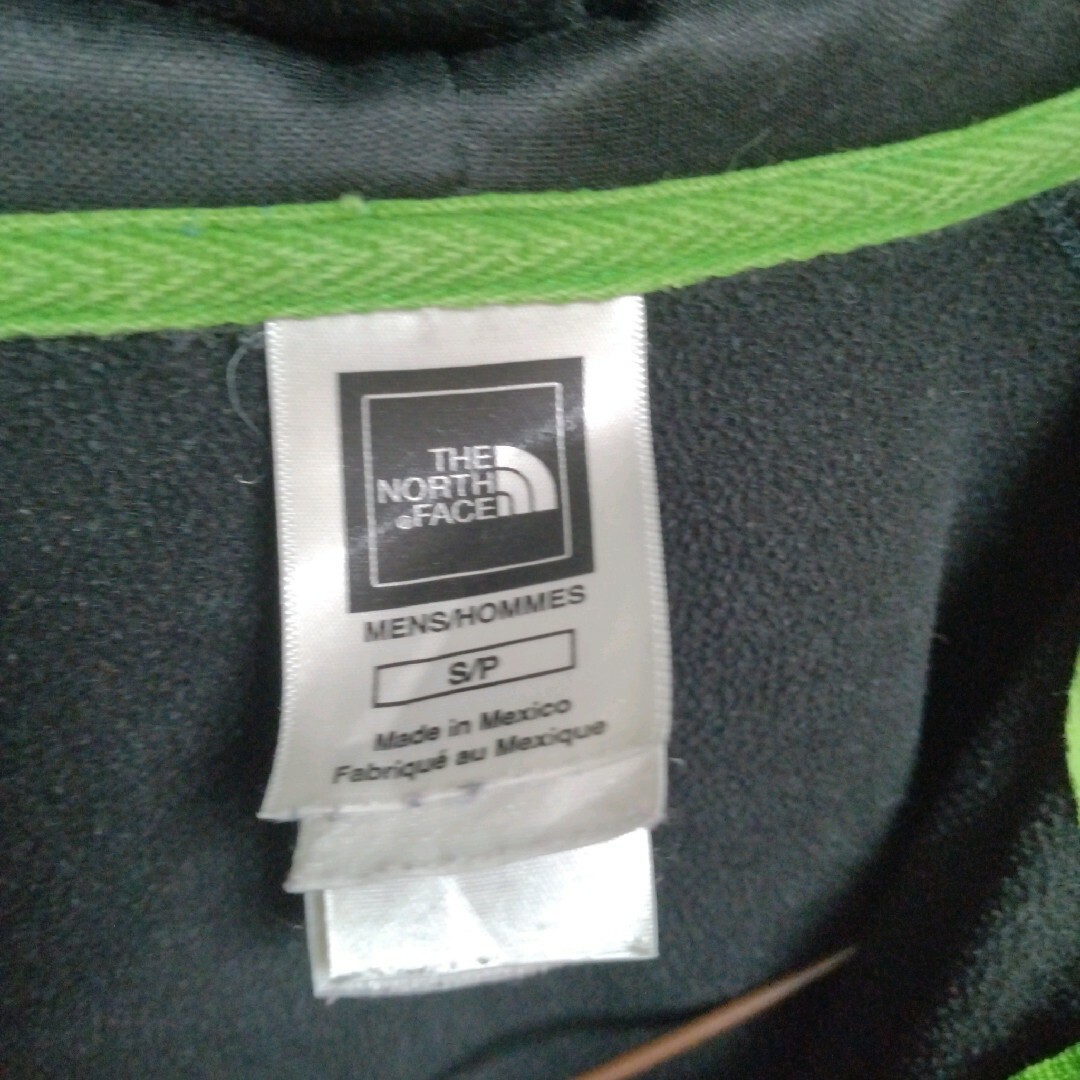 THE
NORTH
FACE
MENS/HOMMES
S/P
Made in Mexico
Fabriqué au Mexique